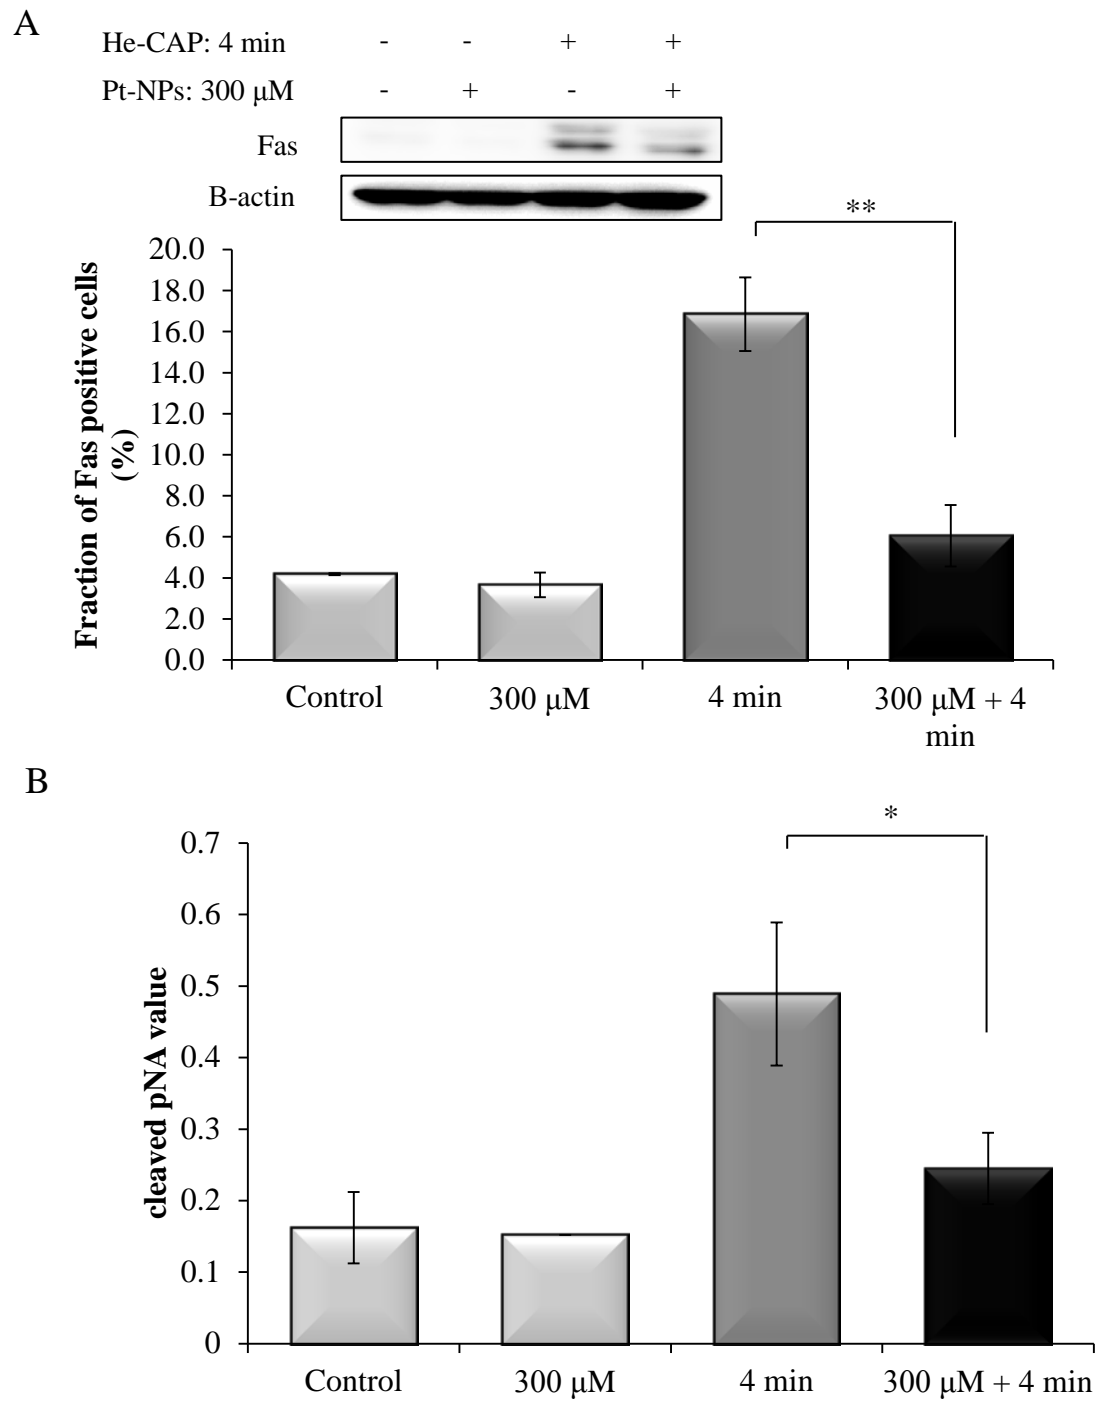 A
He-CAP: 4 min - - + +
Pt-NPs: 300 μM - + - +
Fas
B-actin
**
Fraction of Fas positive cells
(%)
20.0
18.0
16.0
14.0
12.0
10.0
8.0
6.0
4.0
2.0
0.0
Control 300 μM 4 min 300 μM + 4
min
B
*
cleaved pNA value
0.7
0.6
0.5
0.4
0.3
0.2
0.1
0
Control 300 μM 4 min 300 μM + 4 min